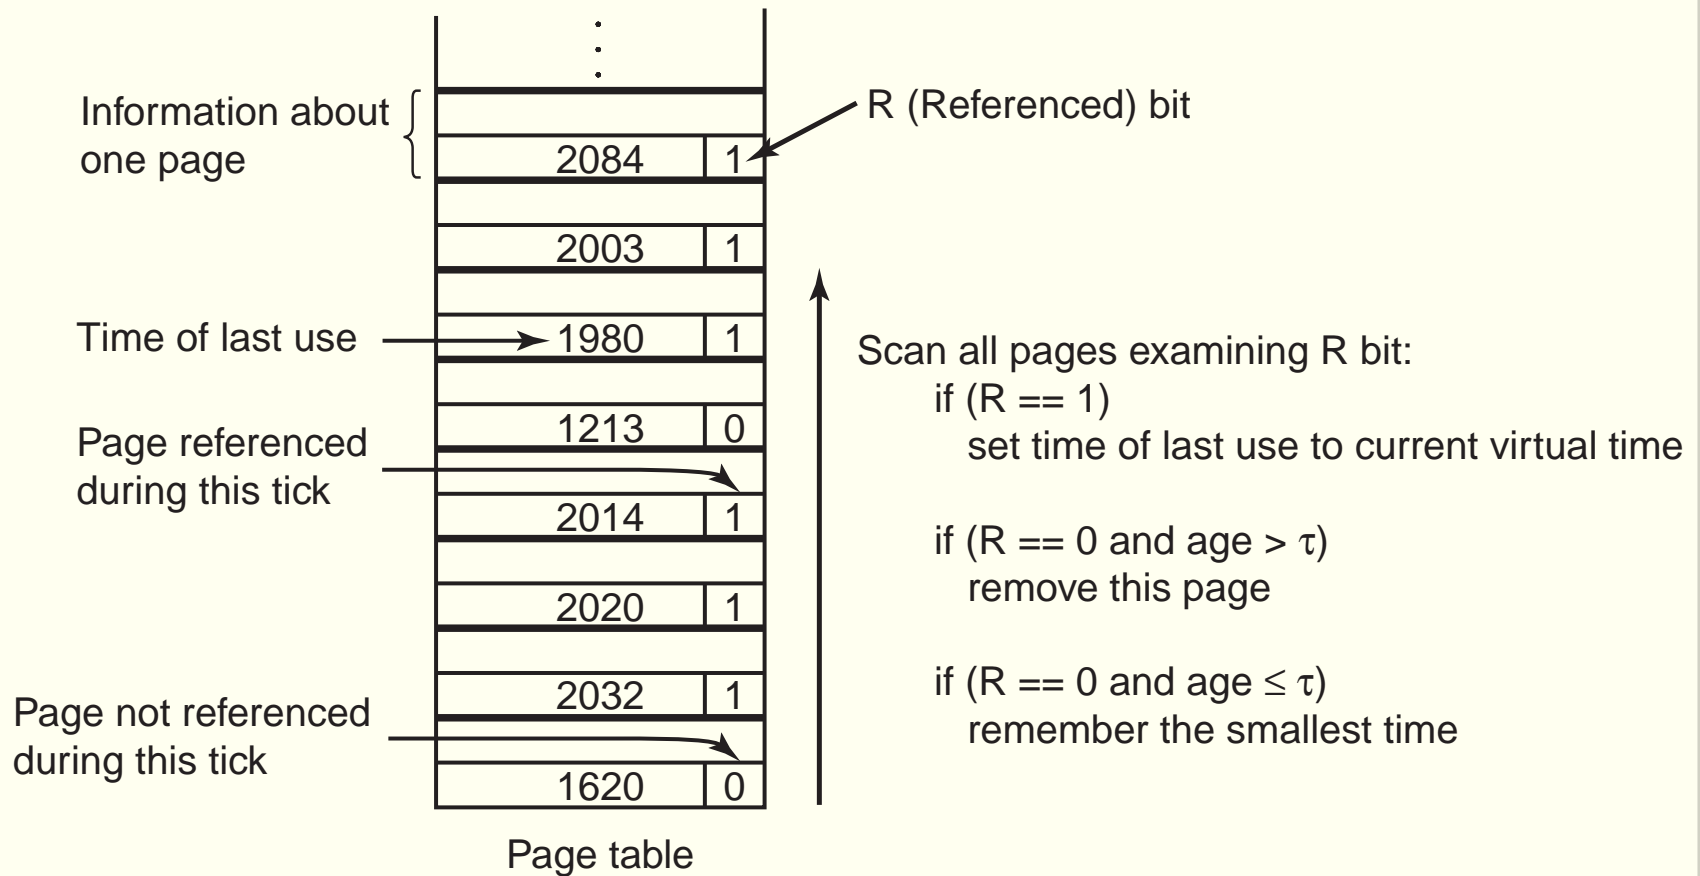 Information about
one page
R (Referenced) bit
2084 1
2003 1
Time of last use
1980 1
Scan all pages examining R bit:
if (R == 1)
set time of last use to current virtual time
1213 0
Page referenced
during this tick
2014 1
if (R == 0 and age > τ)
remove this page
2020 1
2032 1
if (R == 0 and age ≤ τ)
remember the smallest time
Page not referenced
during this tick
1620 0
Page table